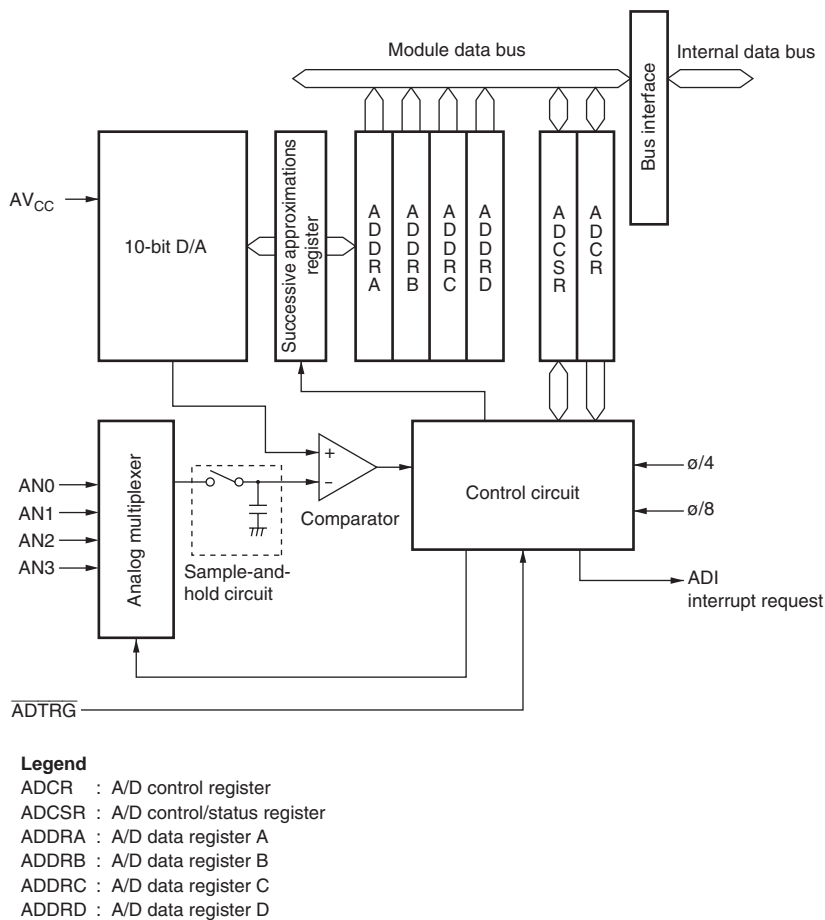 Module data bus
Internal data bus
Bus interface
AVCC
10-bit D/A
Successive approximations
register
ADDRA
ADDRB
ADDRC
ADDRD
ADCSR
ADCR
AN0
AN1
AN2
AN3
Analog multiplexer
+
−
Comparator
Sample-and-
hold circuit
Control circuit
ø/4
ø/8
ADI
interrupt request
ADTRG
Legend
ADCR : A/D control register
ADCSR : A/D control/status register
ADDRA : A/D data register A
ADDRB : A/D data register B
ADDRC : A/D data register C
ADDRD : A/D data register D